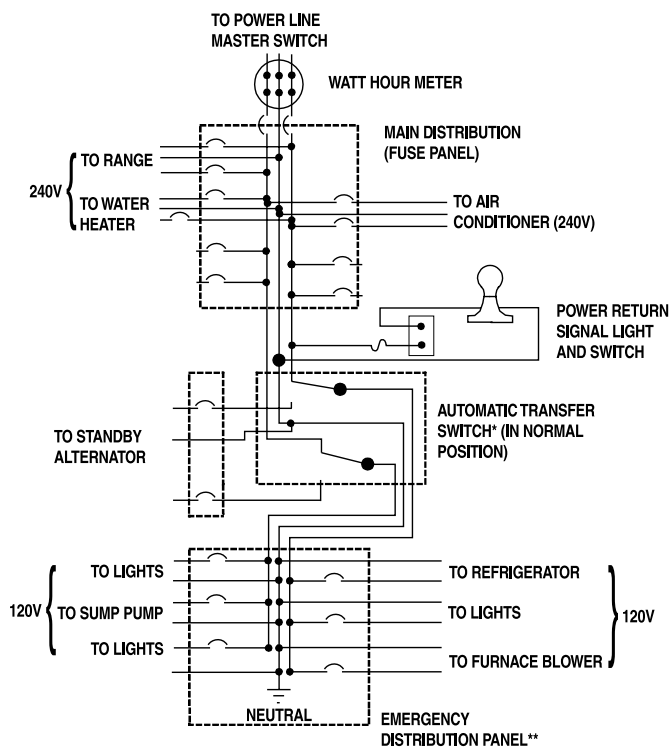 TO POWER LINE
MASTER SWITCH
WATT HOUR METER
MAIN DISTRIBUTION
(FUSE PANEL)
TO RANGE
240V
TO WATER
HEATER
TO AIR
CONDITIONER (240V)
POWER RETURN
SIGNAL LIGHT
AND SWITCH
AUTOMATIC TRANSFER
SWITCH* (IN NORMAL
POSITION)
TO STANDBY
ALTERNATOR
TO LIGHTS
120V
TO SUMP PUMP
TO LIGHTS
TO REFRIGERATOR
TO LIGHTS
120V
TO FURNACE BLOWER
NEUTRAL
EMERGENCY
DISTRIBUTION PANEL**